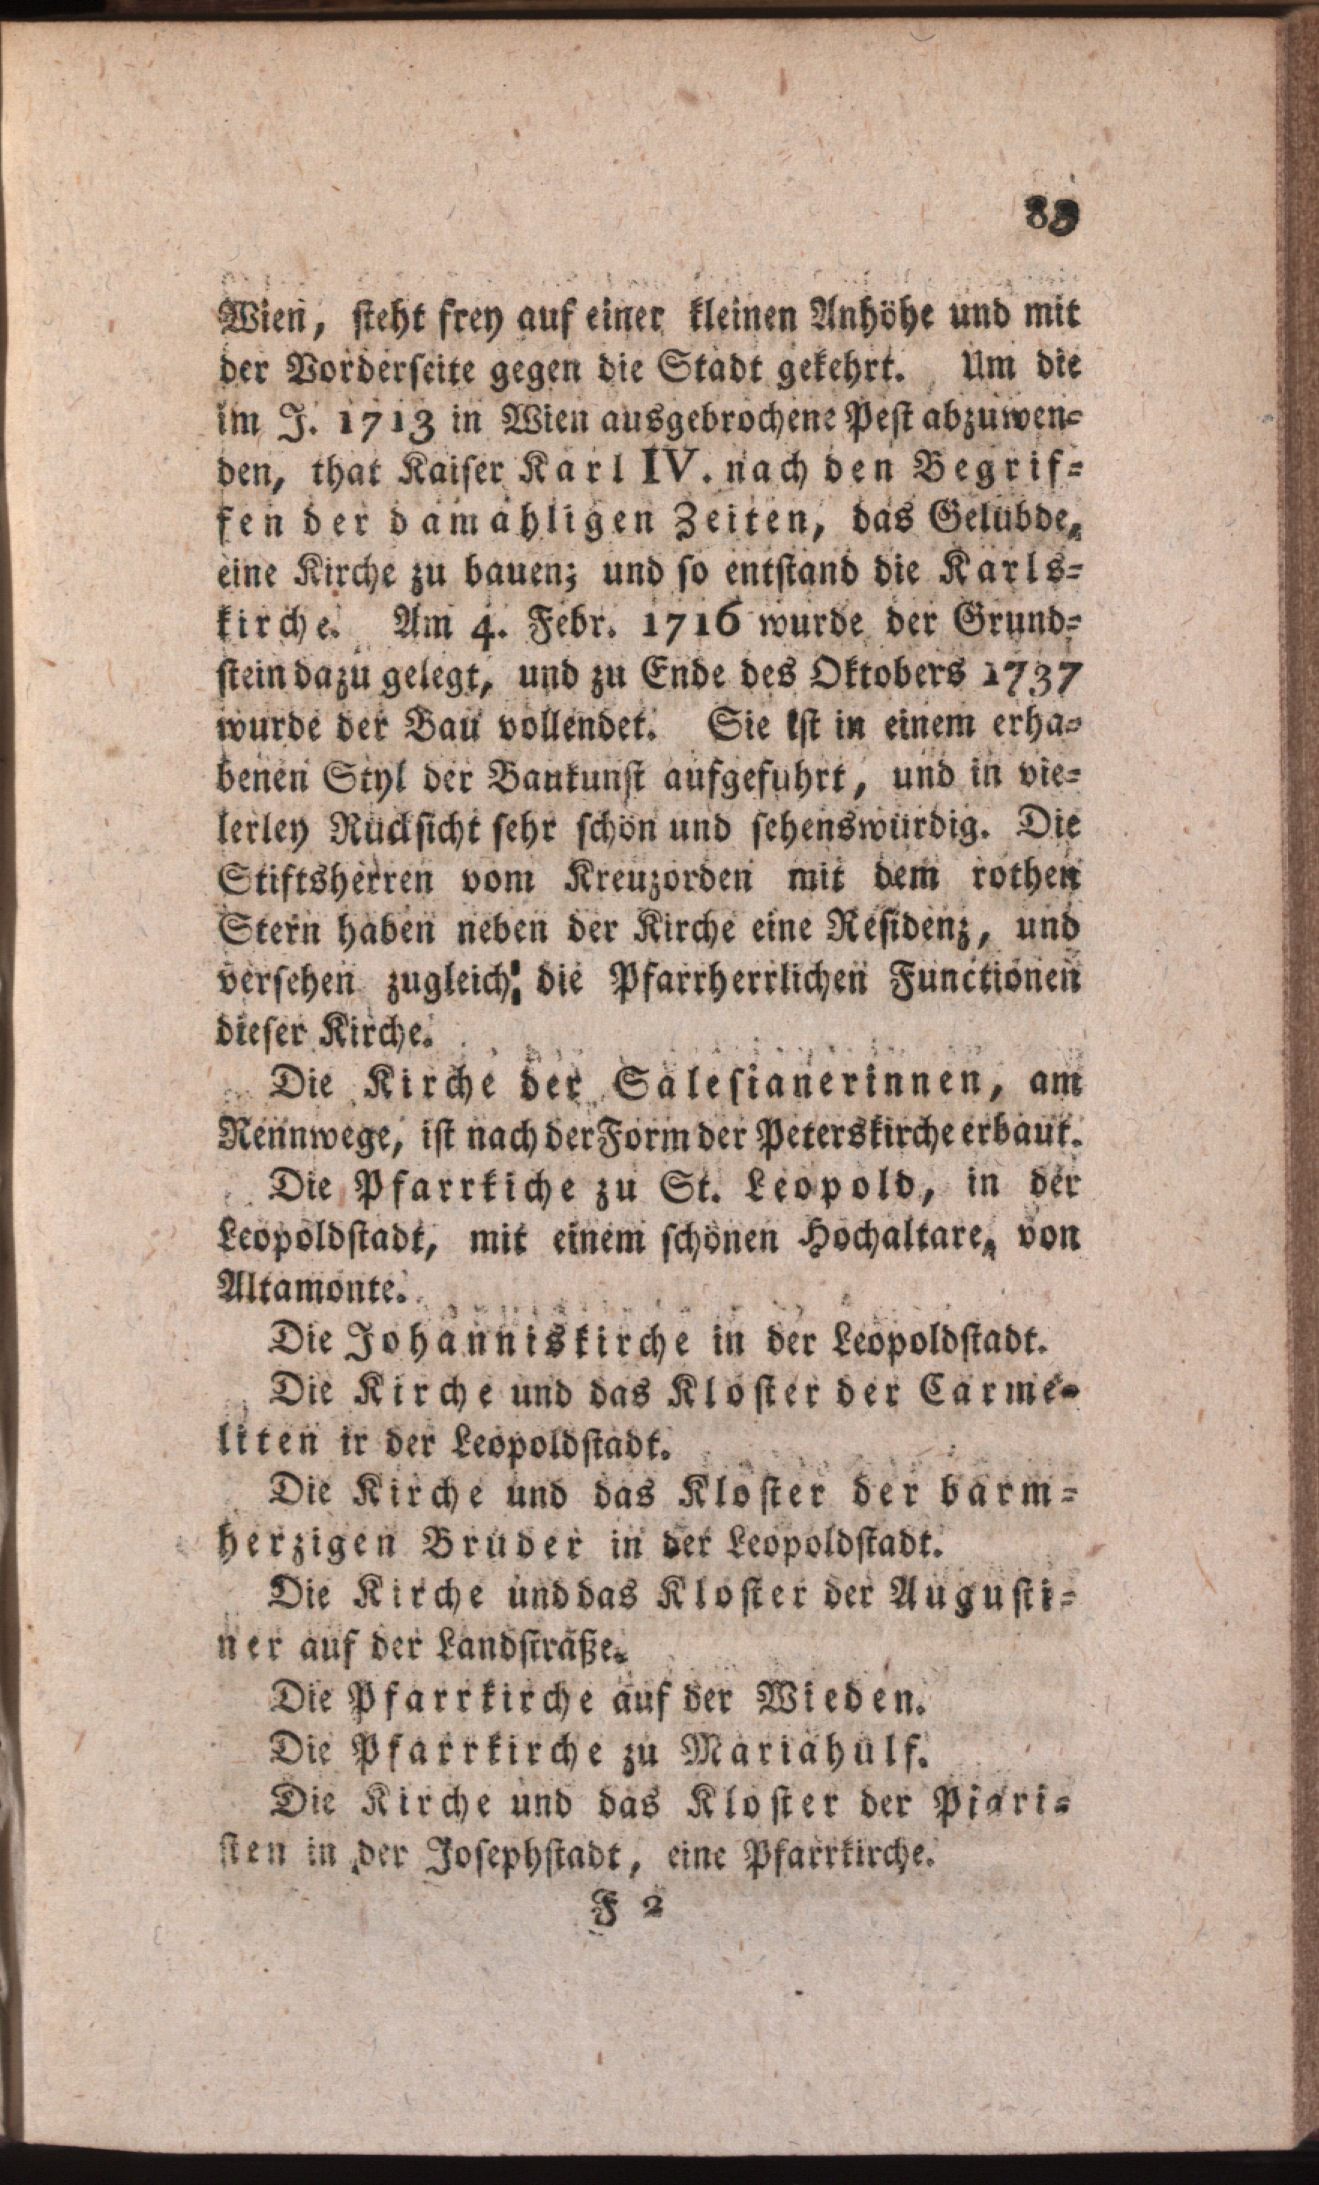 83
Wien, steht frey auf einer kleinen Anhöhe und mit
der Vorderseite gegen die Stadt gekehrt. Um die
im J. 1713 in Wien ausgebrochene Pest abzuwen=
den, that Kaiser Karl IV. nach den Begrif=
fen der damahligen Zeiten, das Gelübde,
eine Kirche zu bauen; und so entstand die Karls=
kirche. Am 4. Febr. 1716 wurde der Grund=
stein dazu gelegt, und zu Ende des Oktobers 1737
wurde der Bau vollendet. Sie ist in einem erha=
benen Styl der Baukunst aufgeführt, und in vie=
lerley Rücksicht sehr schön und sehenswürdig. Die
Stiftsherren vom Kreuzorden mit dem rothen
Stern haben neben der Kirche eine Residenz, und
versehen zugleich die Pfarrherrlichen Functionen
dieser Kirche.
Die Kirche der Salesianerinnen, am
Rennwege, ist nach der Form der Peterskirche erbaut.
Die Pfarrkiche zu St. Leopold, in der
Leopoldstadt, mit einem schönen Hochaltare, von
Altamonte.
Die Johanniskirche in der Leopoldstadt.
Die Kirche und das Kloster der Carme=
liten ir der Leopoldstadt.
Die Kirche und das Kloster der barm=
herzigen Brüder in der Leopoldstadt.
Die Kirche und das Kloster der Augusti=
ner auf der Landstraße.
Die Pfarrkirche auf der Wieden.
Die Pfarrkirche zu Mariahülf.
Die Kirche und das Kloster der Piari=
sten in der Josephstadt, eine Pfarrkirche.
F 2